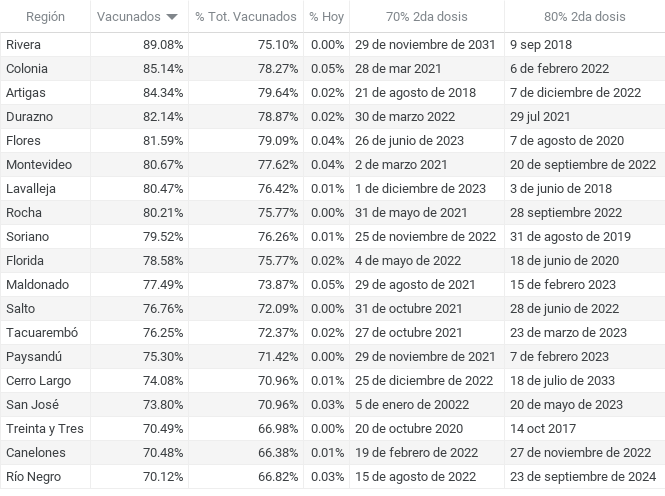 Región Vacunados % Tot. Vacunados % Hoy 70% 2da dosis 80% 2da dosis
Rivera 89.08% 75.10% 0.00% 29 de noviembre de 2031 9 sep 2018
Colonia 85.14% 78.27% 0.05% 28 de mar 2021 6 de febrero 2022
Artigas 84.34% 79.64% 0.02% 21 de agosto de 2018 7 de diciembre de 2022
Durazno 82.14% 78.87% 0.02% 30 de marzo 2022 29 jul 2021
Flores 81.59% 79.09% 0.04% 26 de junio de 2023 7 de agosto de 2020
Montevideo 80.67% 77.62% 0.04% 2 de marzo 2021 20 de septiembre de 2022
Lavalleja 80.47% 76.42% 0.01% 1 de diciembre de 2023 3 de junio de 2018
Rocha 80.21% 75.77% 0.00% 31 de mayo de 2021 28 septiembre 2022
Soriano 79.52% 76.26% 0.01% 25 de noviembre de 2022 31 de agosto de 2019
Florida 78.58% 75.77% 0.02% 4 de mayo de 2022 18 de junio de 2020
Maldonado 77.49% 73.87% 0.05% 29 de agosto de 2021 15 de febrero 2023
Salto 76.76% 72.09% 0.00% 31 de octubre 2021 28 de junio de 2022
Tacuarembó 76.25% 72.37% 0.02% 27 de octubre de 2021 23 de marzo de 2023
Paysandú 75.30% 71.42% 0.00% 29 de noviembre de 2021 7 de febrero 2023
Cerro Largo 74.08% 70.96% 0.01% 25 de diciembre de 2022 18 de julio de 2033
San José 73.80% 70.96% 0.03% 5 de enero de 20022 20 de mayo de 2023
Treinta y Tres 70.49% 66.98% 0.00% 20 de octubre 2020 14 oct 2017
Canelones 70.48% 66.38% 0.01% 19 de febrero de 2022 27 de noviembre de 2022
Río Negro 70.12% 66.82% 0.03% 15 de agosto de 2022 23 de septiembre de 2024